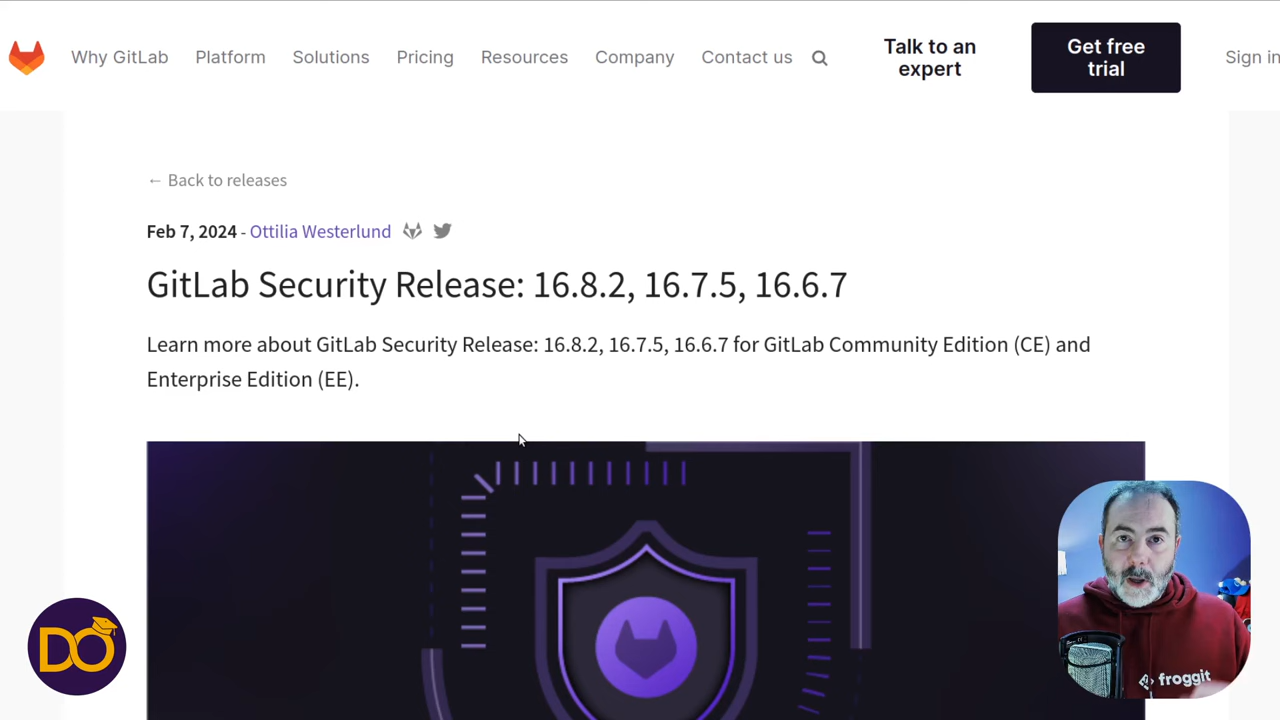 Why GitLab Platform Solutions Pricing Resources Company Contact us
Talk to an
expert
Get free
trial
Sign in
← Back to releases
Feb 7, 2024 - Ottilia Westerlund
GitLab Security Release: 16.8.2, 16.7.5, 16.6.7
Learn more about GitLab Security Release: 16.8.2, 16.7.5, 16.6.7 for GitLab Community Edition (CE) and
Enterprise Edition (EE).
DO
froggit